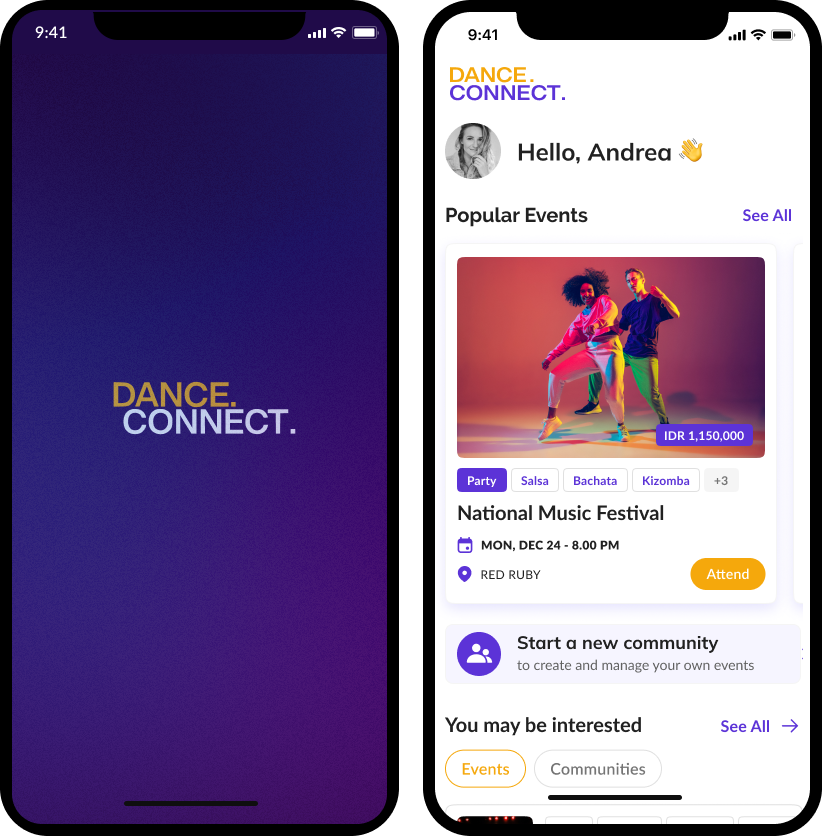 9:41
DANCE.
CONNECT.
9:41
DANCE.
CONNECT.
Hello, Andrea 👋
Popular Events See All
IDR 1,150,000
Party Salsa Bachata Kizomba +3
National Music Festival
MON, DEC 24 - 8.00 PM
RED RUBY
Attend
Start a new community
to create and manage your own events
You may be interested See All →
Events Communities